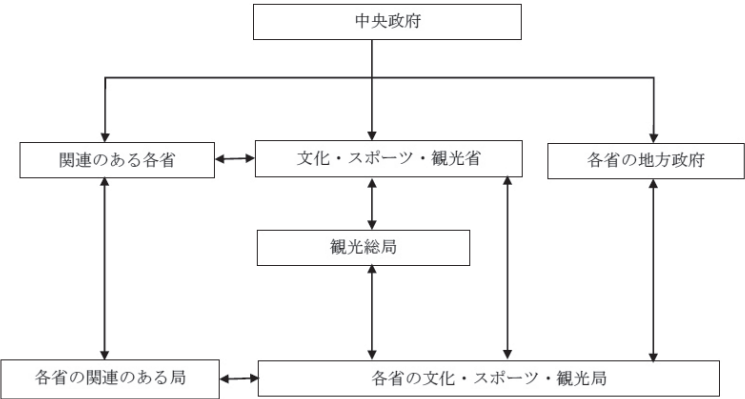 中央政府
関連のある各省
文化・スポーツ・観光省
各省の地方政府
観光総局
各省の関連のある局
各省の文化・スポーツ・観光局